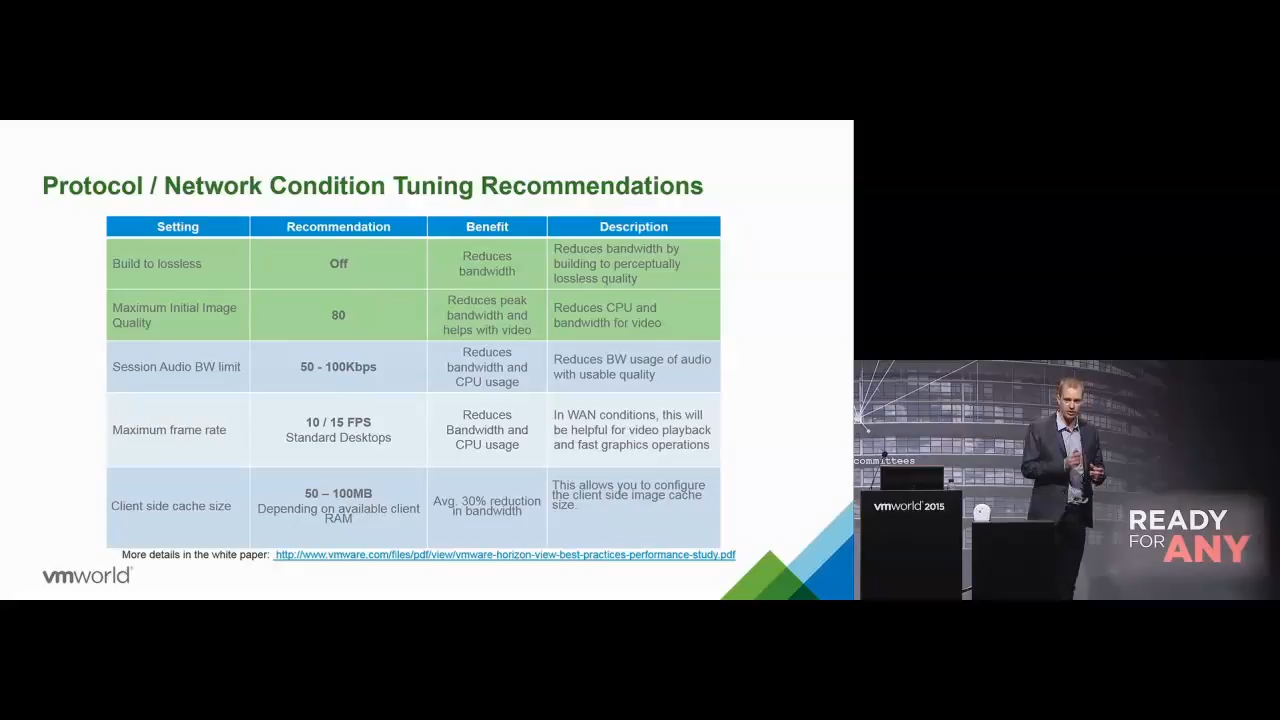 Protocol / Network Condition Tuning Recommendations
Setting
Recommendation
Benefit
Description
Build to lossless
Off
Reduces
bandwidth
Reduces bandwidth by
building to perceptually
lossless quality
Maximum Initial Image
Quality
80
Reduces peak
bandwidth and
helps with video
Reduces CPU and
bandwidth for video
Session Audio BW limit
50 - 100Kbps
Reduces
bandwidth and
CPU usage
Reduces BW usage of audio
with usable quality
Maximum frame rate
10 / 15 FPS
Standard Desktops
Reduces
Bandwidth and
CPU usage
In WAN conditions, this will
be helpful for video playback
and fast graphics operations
Client side cache size
50 – 100MB
Depending on available client
RAM
Avg. 30% reduction
in bandwidth
This allows you to configure
the client side image cache
size.
More details in the white paper: http://www.vmware.com/files/pdf/view/vmware-horizon-view-best-practices-performance-study.pdf
vmworld®
committees
vmworld 2015
READY
FOR ANY